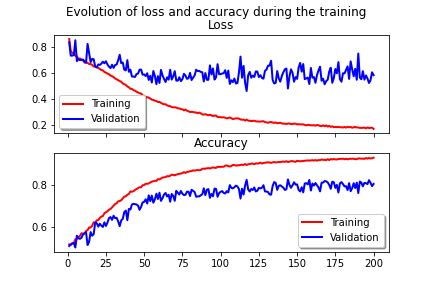 Evolution of loss and accuracy during the training
Loss
0.8
0.6
0.4
0.2
Training
Validation
Accuracy
0.8
0.6
Training
Validation
0 25 50 75 100 125 150 175 200